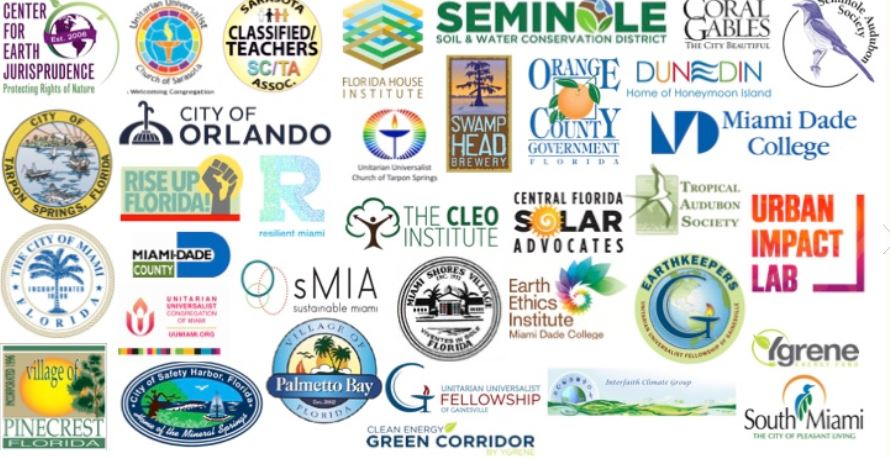 CENTER
FOR
EARTH
JURISPRUDENCE
Est. 2006
Protecting Rights of Nature
Unitarian Universalist
Church of Sarasota
A Welcoming Congregation
SARASOTA
CLASSIFIED/
TEACHERS
SC/TA
ASSOC.
FLORIDA HOUSE
INSTITUTE
SEMINOLE
SOIL & WATER CONSERVATION DISTRICT
CORAL
GABLES
THE CITY BEAUTIFUL
Seminole Audubon
Society
CITY OF
TARPON SPRINGS, FLORIDA
CITY OF
ORLANDO
Unitarian Universalist
Church of Tarpon Springs
SWAMP
HEAD
BREWERY
ORANGE
COUNTY
GOVERNMENT
FLORIDA
DUNEDIN
Home of Honeymoon Island
Miami Dade
College
RISE UP
FLORIDA!
R
resilient miami
THE CLEO
INSTITUTE
CENTRAL FLORIDA
SOLAR
ADVOCATES
TROPICAL
AUDUBON
SOCIETY
URBAN
IMPACT
LAB
THE CITY OF MIAMI
INCORPORATED
1896
FLORIDA
MIAMI-DADE
COUNTY
UNITARIAN
UNIVERSALIST
CONGREGATION
OF MIAMI
UUMIAMI.ORG
sMIA
sustainable miami
MIAMI SHORES VILLAGE
FLORIDA
Earth
Ethics
Institute
Miami Dade College
EARTHKEEPERS
UNITARIAN UNIVERSALIST FELLOWSHIP OF GAINESVILLE
Ygrene
ENERGY FUND
INCORPORATED 1996
village of
PINECREST
FLORIDA
City of Safety Harbor, Florida
Home of the Mineral Springs
VILLAGE OF
Palmetto Bay
Est. 2002
FLORIDA
UNITARIAN UNIVERSALIST
FELLOWSHIP
OF GAINESVILLE
Interfaith Climate Group
South Miami
THE CITY OF PLEASANT LIVING
CLEAN ENERGY
GREEN CORRIDOR
BY YGRENE